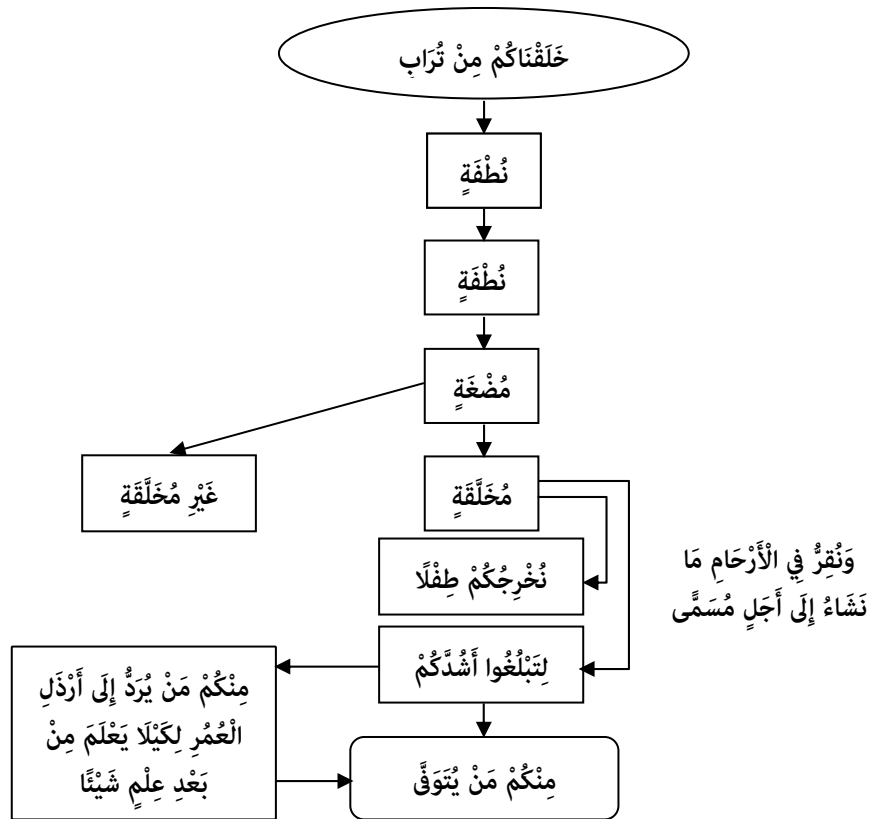 خَلَقْنَاكُمْ مِنْ تُرَابٍ
نُطْفَةٍ
نُطْفَةٍ
مُضْغَةٍ
غَيْرِ مُخَلَّقَةٍ
مُخَلَّقَةٍ
نُخْرِجُكُمْ طِفْلًا
وَنُقِرُّ فِي الْأَرْحَامِ مَا
نَشَاءُ إِلَى أَجَلٍ مُسَمًّى
لِتَبْلُغُوا أَشُدَّكُمْ
مِنْكُمْ مَنْ يُرَدُّ إِلَى أَرْذَلِ
الْعُمُرِ لِكَيْلَا يَعْلَمَ مِنْ
بَعْدِ عِلْمٍ شَيْئًا
مِنْكُمْ مَنْ يُتَوَفَّى